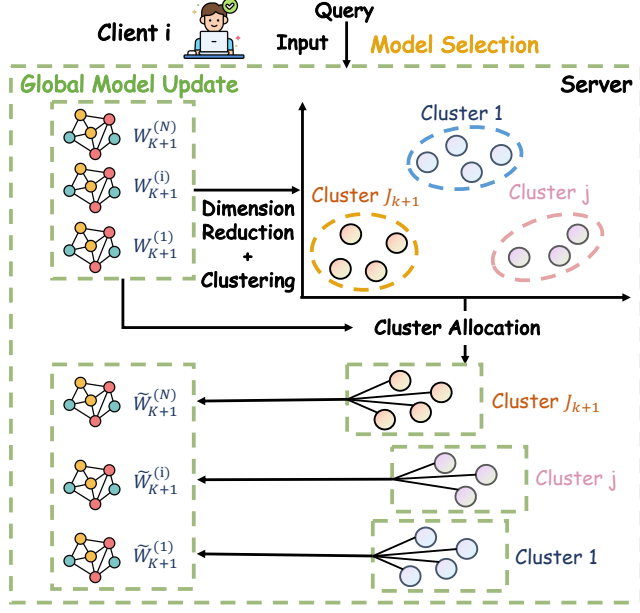 Query
Client i
Input
Model Selection
Global Model Update
Server
Cluster 1
W_{K+1}^{(N)}
W_{K+1}^{(i)}
W_{K+1}^{(1)}
Cluster J_{k+1}
Cluster j
Dimension
Reduction
+
Clustering
Cluster Allocation
W̃_{K+1}^{(N)}
Cluster J_{k+1}
W̃_{K+1}^{(i)}
Cluster j
W̃_{K+1}^{(1)}
Cluster 1